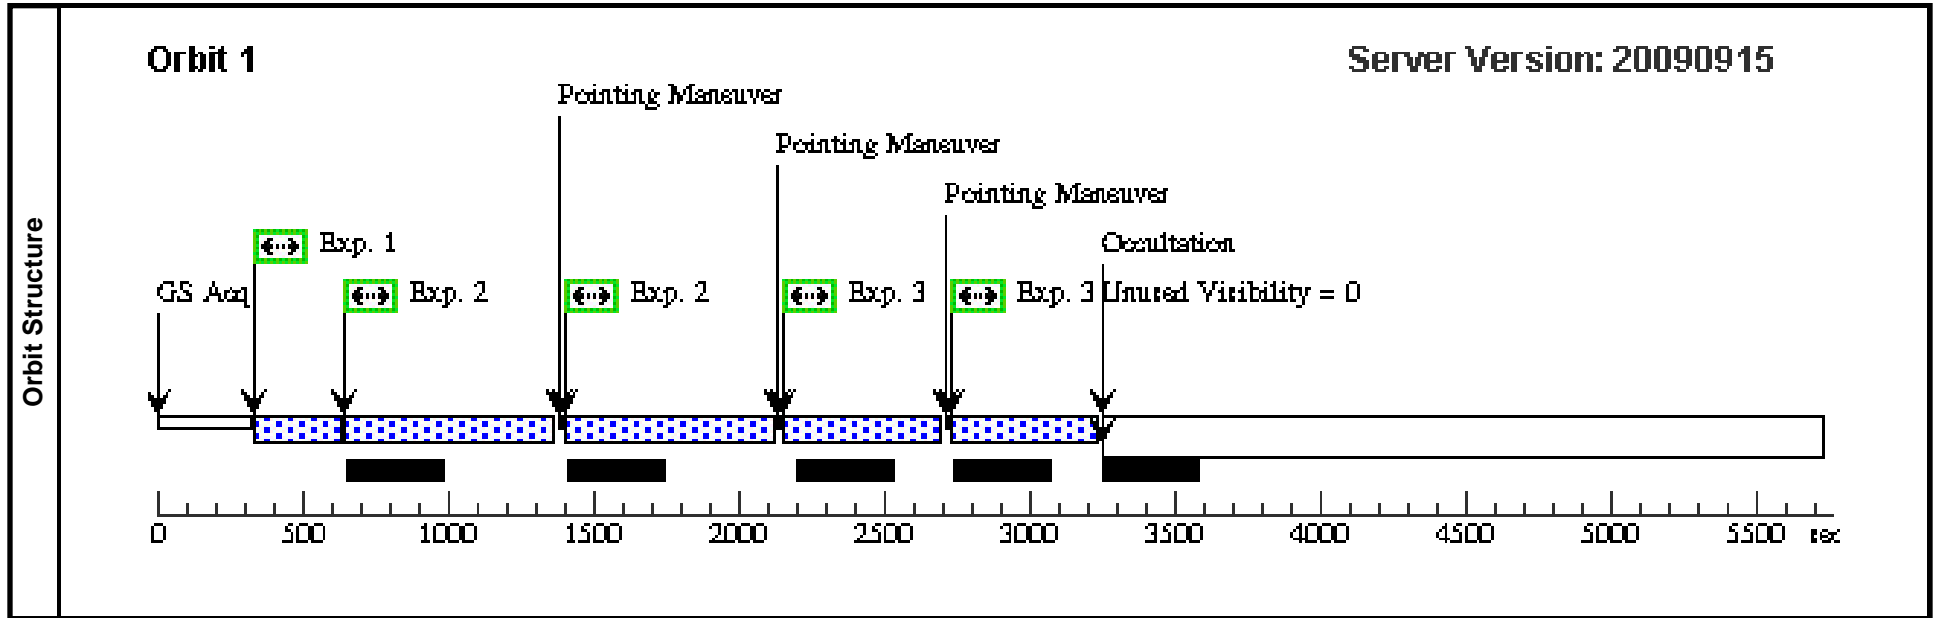 Orbit Structure
Orbit 1
Server Version: 20090915
Pointing Maneuver
Pointing Maneuver
Pointing Maneuver
Exp. 1
Occultation
GS Acq
Exp. 2
Exp. 2
Exp. 3
Exp. 3
Unused Visibility = 0
0 500 1000 1500 2000 2500 3000 3500 4000 4500 5000 5500 sec